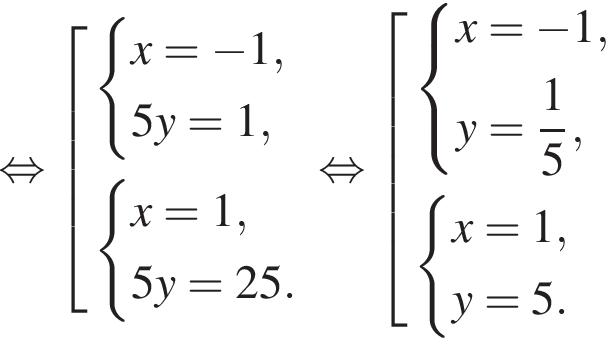 ⇔ [ { x = −1, 5y = 1, { x = 1, 5y = 25. ⇔ [ { x = −1, y = 1/5, { x = 1, y = 5.